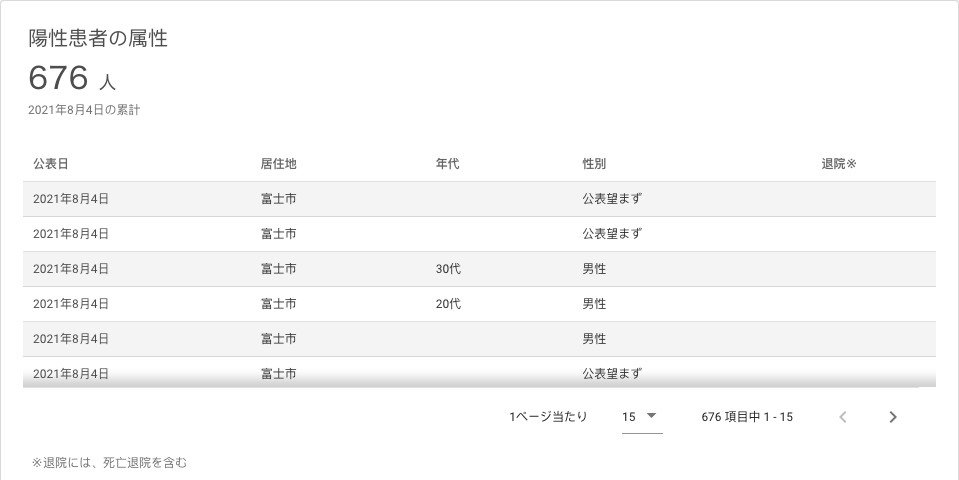 陽性患者の属性
676 人
2021年8月4日の累計
公表日 居住地 年代 性別 退院※
2021年8月4日 富士市 公表望まず
2021年8月4日 富士市 公表望まず
2021年8月4日 富士市 30代 男性
2021年8月4日 富士市 20代 男性
2021年8月4日 富士市 男性
2021年8月4日 富士市 公表望まず
1ページ当たり 15 676 項目中 1 - 15
※退院には、死亡退院を含む